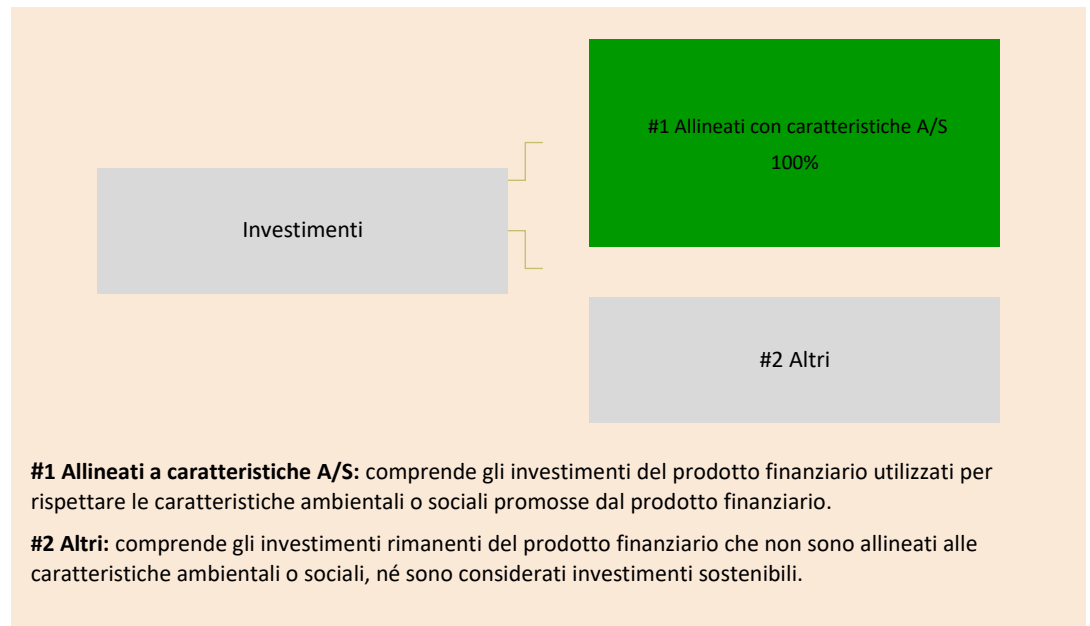 #1 Allineati con caratteristiche A/S
100%
Investimenti
#2 Altri
#1 Allineati a caratteristiche A/S: comprende gli investimenti del prodotto finanziario utilizzati per
rispettare le caratteristiche ambientali o sociali promosse dal prodotto finanziario.
#2 Altri: comprende gli investimenti rimanenti del prodotto finanziario che non sono allineati alle
caratteristiche ambientali o sociali, né sono considerati investimenti sostenibili.